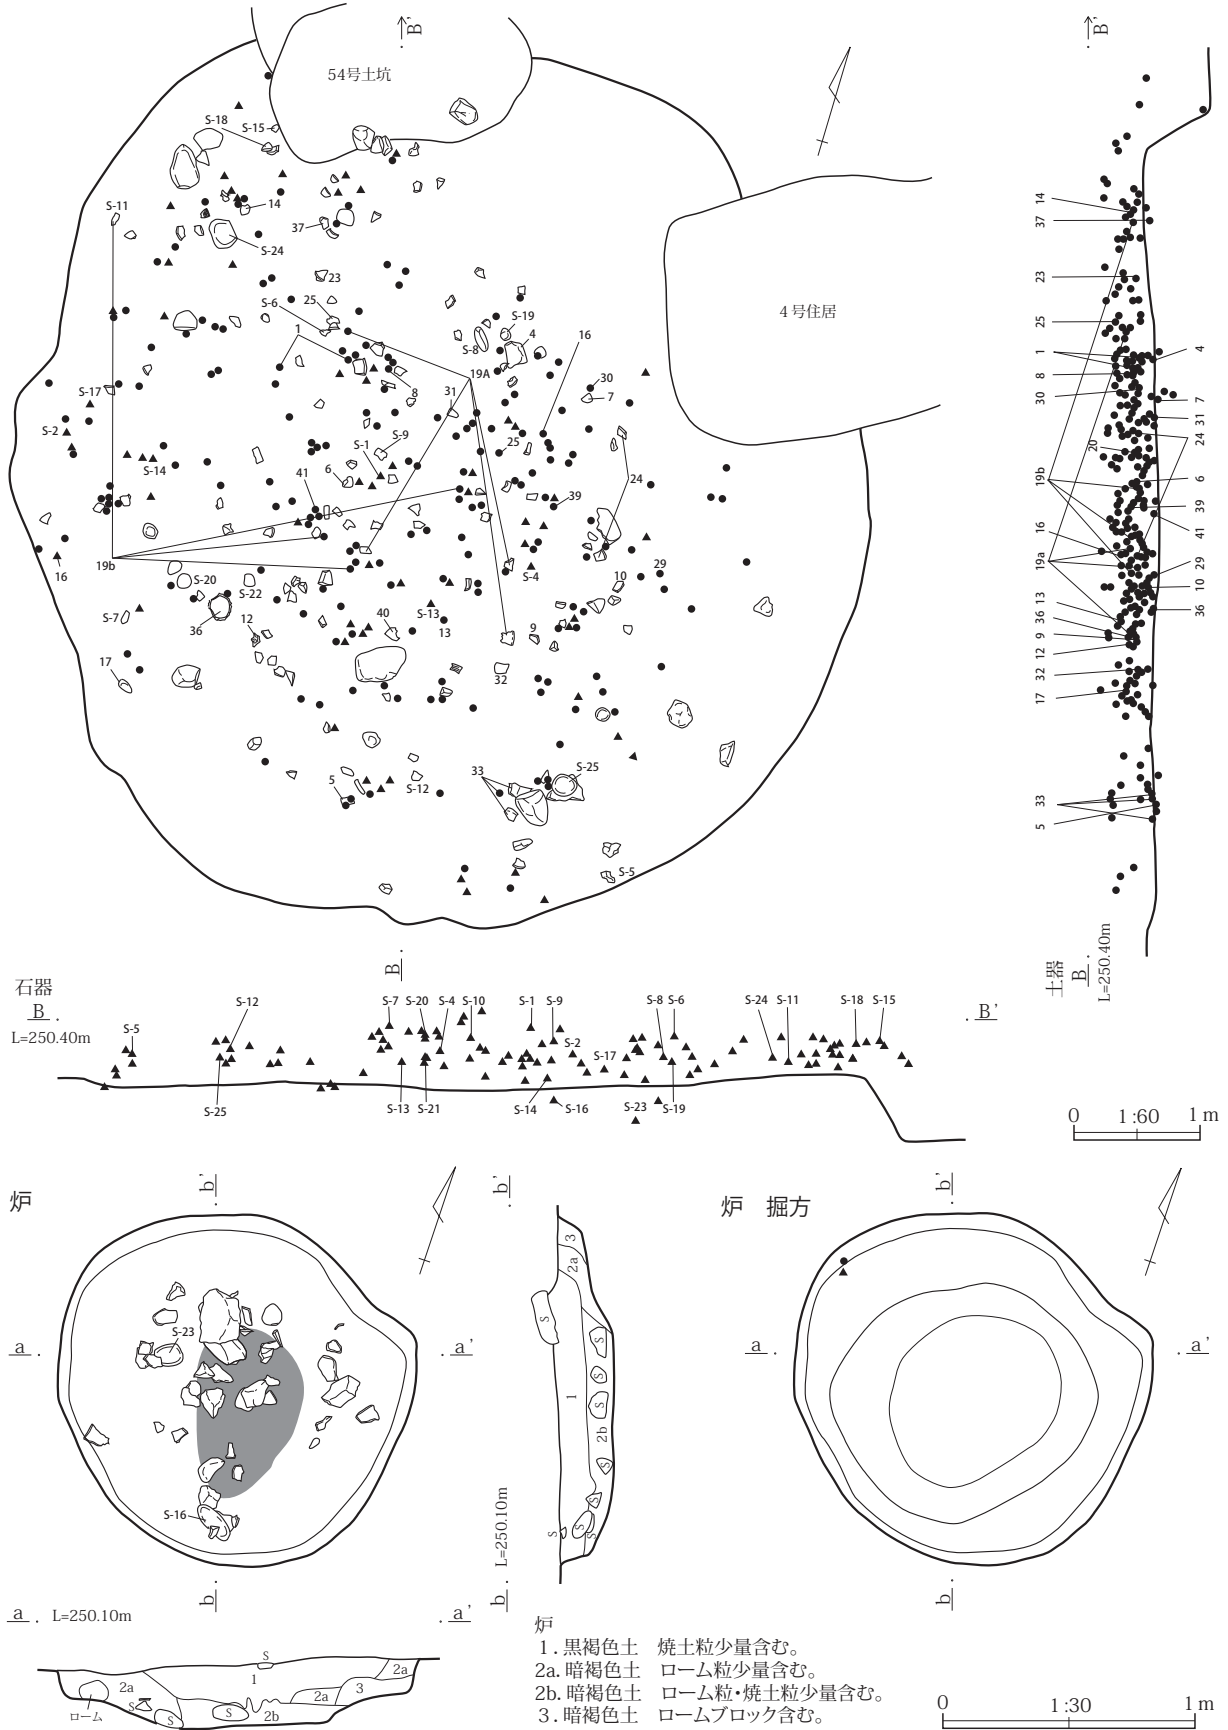 B'
54号土坑
S-18
S-15
S-11
14
37
S-24
23
S-6
25
S-19
4
4号住居
1
S-8
16
19A
30
S-17
8
31
7
S-2
S-1
S-9
25
S-14
6
24
41
39
16
19b
S-20
S-22
S-4
29
10
S-7
36
12
40
S-13
13
9
17
32
5
S-12
33
S-25
S-5
B
B'
14
37
23
25
1
8
30
20
19b
16
19a
13
36
9
12
32
17
33
5
4
7
31
24
6
39
41
29
10
36
土器
B
L=250.40m
石器
B
B'
L=250.40m
S-5
S-12
S-7
S-20
S-4
S-10
S-1
S-9
S-2
S-17
S-8
S-6
S-24
S-11
S-18
S-15
S-25
S-13
S-21
S-14
S-16
S-23
S-19
0 1:60 1m
炉
b'
S-23
a
a'
S-16
b
b'
3
2a
S
1
S
S
S
2b
S
S
S
S
S
b
L=250.10m
炉 掘方
b'
a
a'
b
a
L=250.10m
a'
S
2a
1
2a
3
2a
ローム
S
S
S
2b
炉
1. 黒褐色土 焼土粒少量含む。
2a. 暗褐色土 ローム粒少量含む。
2b. 暗褐色土 ローム粒・焼土粒少量含む。
3. 暗褐色土 ロームブロック含む。
0 1:30 1m